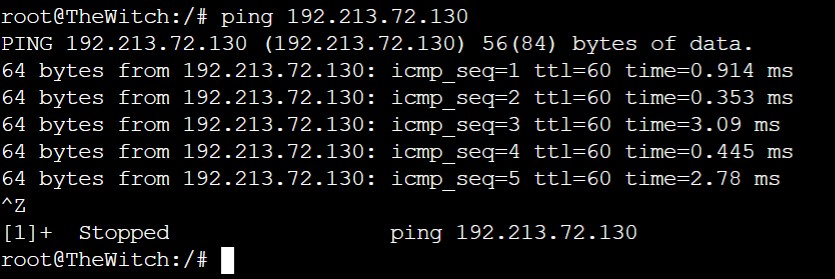 root@TheWitch:/# ping 192.213.72.130
PING 192.213.72.130 (192.213.72.130) 56(84) bytes of data.
64 bytes from 192.213.72.130: icmp_seq=1 ttl=60 time=0.914 ms
64 bytes from 192.213.72.130: icmp_seq=2 ttl=60 time=0.353 ms
64 bytes from 192.213.72.130: icmp_seq=3 ttl=60 time=3.09 ms
64 bytes from 192.213.72.130: icmp_seq=4 ttl=60 time=0.445 ms
64 bytes from 192.213.72.130: icmp_seq=5 ttl=60 time=2.78 ms
^Z
[1]+  Stopped                 ping 192.213.72.130
root@TheWitch:/#